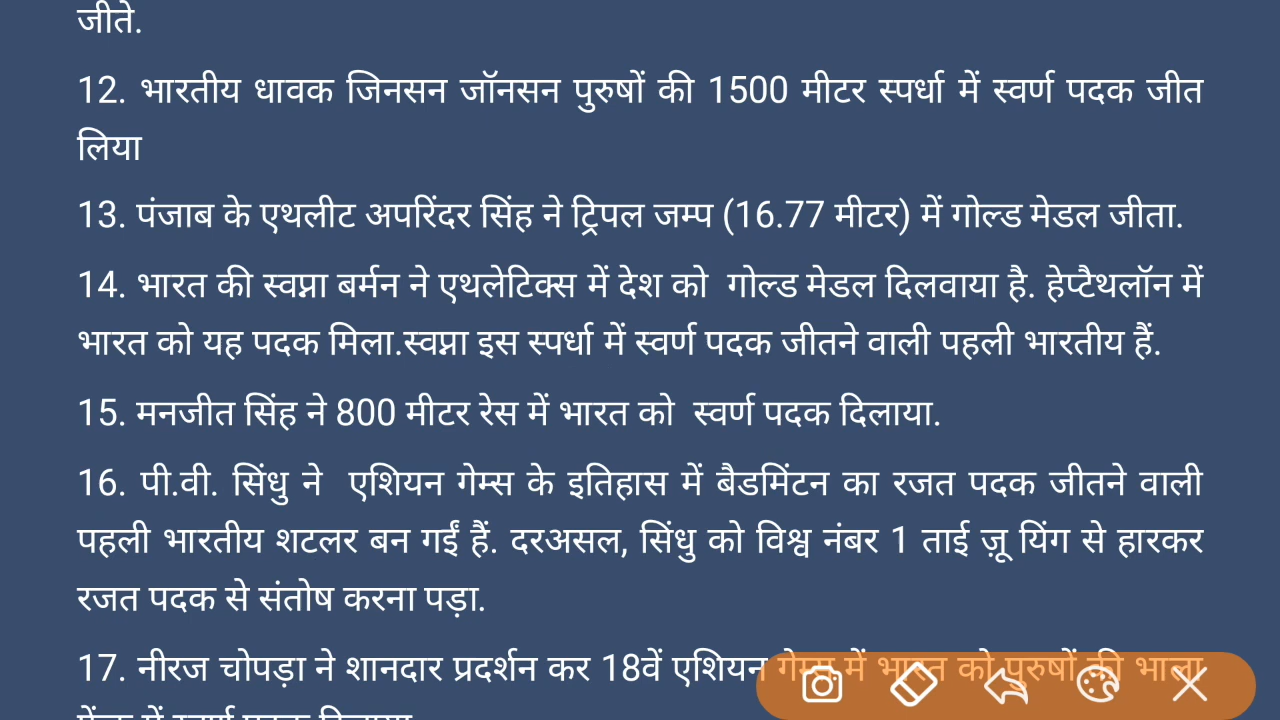 जीते.
12. भारतीय धावक जिनसन जॉनसन पुरुषों की 1500 मीटर स्पर्धा में स्वर्ण पदक जीत
लिया
13. पंजाब के एथलीट अपरिंदर सिंह ने ट्रिपल जम्प (16.77 मीटर) में गोल्ड मेडल जीता.
14. भारत की स्वप्ना बर्मन ने एथलेटिक्स में देश को गोल्ड मेडल दिलवाया है. हेप्टैथलॉन में
भारत को यह पदक मिला.स्वप्ना इस स्पर्धा में स्वर्ण पदक जीतने वाली पहली भारतीय हैं.
15. मनजीत सिंह ने 800 मीटर रेस में भारत को स्वर्ण पदक दिलाया.
16. पी.वी. सिंधु ने एशियन गेम्स के इतिहास में बैडमिंटन का रजत पदक जीतने वाली
पहली भारतीय शटलर बन गईं हैं. दरअसल, सिंधु को विश्व नंबर 1 ताई ज़ू यिंग से हारकर
रजत पदक से संतोष करना पड़ा.
17. नीरज चोपड़ा ने शानदार प्रदर्शन कर 18वें एशियन गेम्स में भारत को पुरुषों की भाला